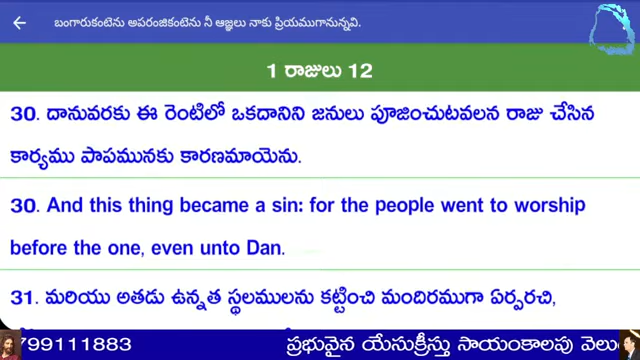 బంగారుకంటెను అపరంజికంటెను నీ ఆజ్ఞలు నాకు ప్రియముగానున్నవి.
1 రాజులు 12
30. దానువరకు ఈ రెంటిలో ఒకదానిని జనులు పూజించుటవలన రాజు చేసిన
కార్యము పాపమునకు కారణమాయెను.
30. And this thing became a sin: for the people went to worship
before the one, even unto Dan.
31. మరియు అతడు ఉన్నత స్థలములను కట్టించి మందిరముగా ఏర్పరచి,
799111883 ప్రభువైన యేసుక్రీస్తు సాయంకాలపు వెలు